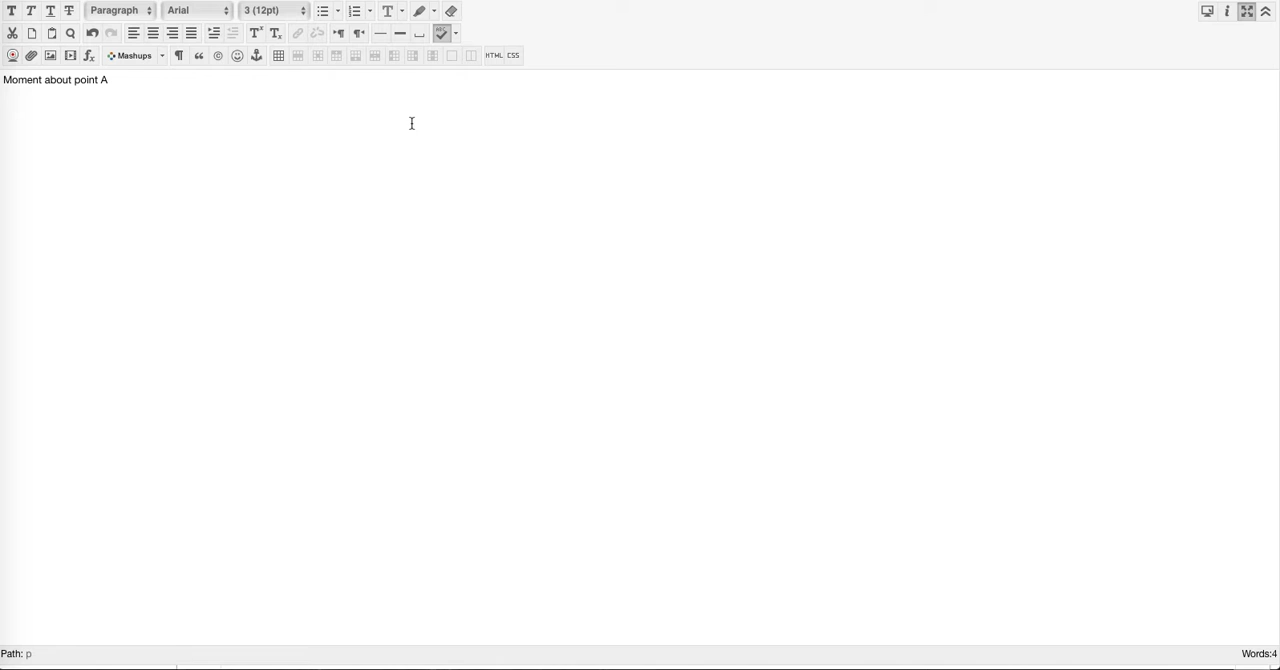 Paragraph Arial 3 (12pt)
Mashups HTML CSS
Moment about point A
Path: p Words:4